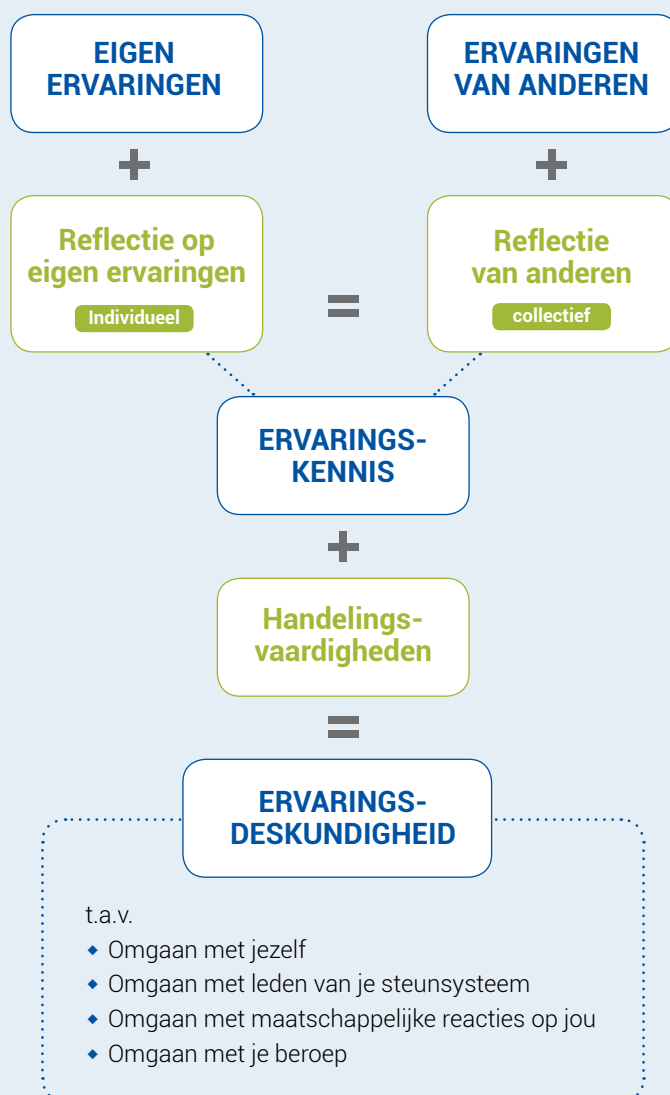 EIGEN
ERVARINGEN
ERVARINGEN
VAN ANDEREN
+
+
Reflectie op
eigen ervaringen
Individueel
=
Reflectie
van anderen
collectief
ERVARINGS-
KENNIS
+
Handelings-
vaardigheden
=
ERVARINGS-
DESKUNDIGHEID
t.a.v.
◆ Omgaan met jezelf
◆ Omgaan met leden van je steunsysteem
◆ Omgaan met maatschappelijke reacties op jou
◆ Omgaan met je beroep